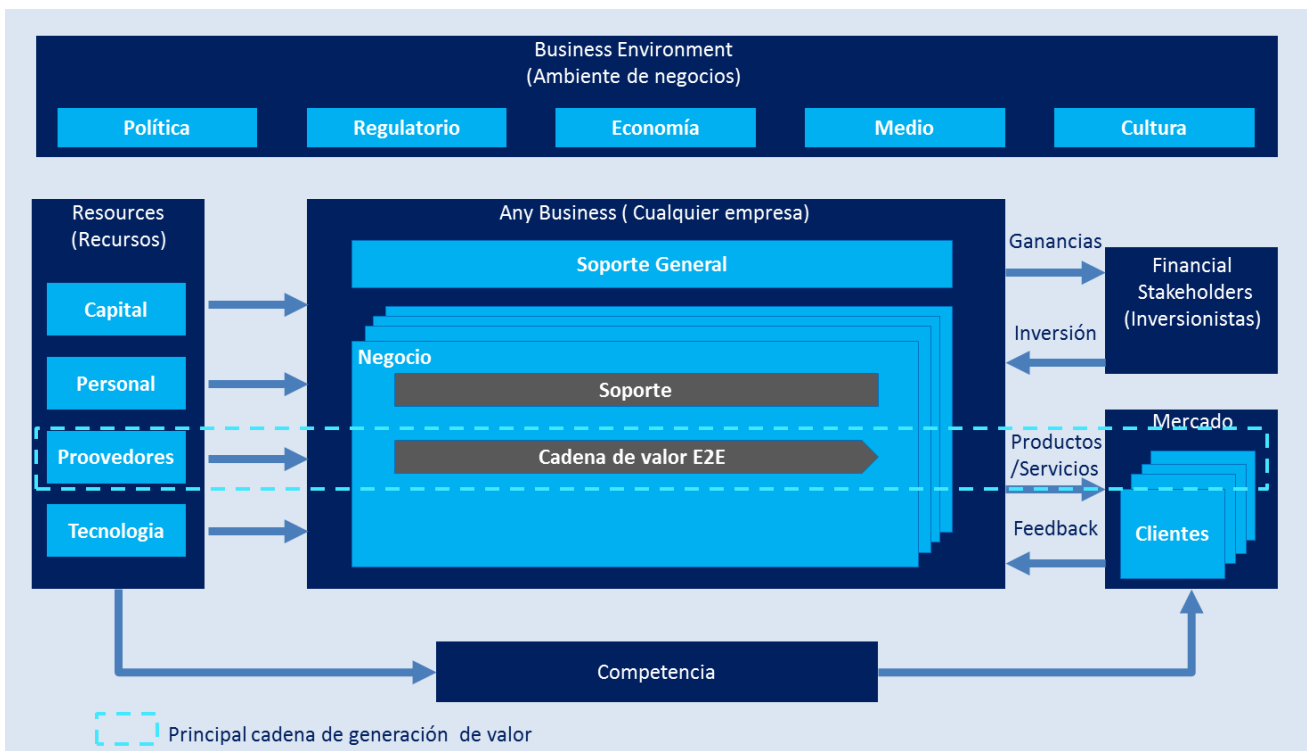 Business Environment
(Ambiente de negocios)
Política
Regulatorio
Economía
Medio
Cultura
Resources
(Recursos)
Capital
Personal
Proovedores
Tecnologia
Any Business ( Cualquier empresa)
Soporte General
Negocio
Soporte
Cadena de valor E2E
Ganancias
Inversión
Financial
Stakeholders
(Inversionistas)
Productos
/Servicios
Feedback
Mercado
Clientes
Competencia
Principal cadena de generación de valor